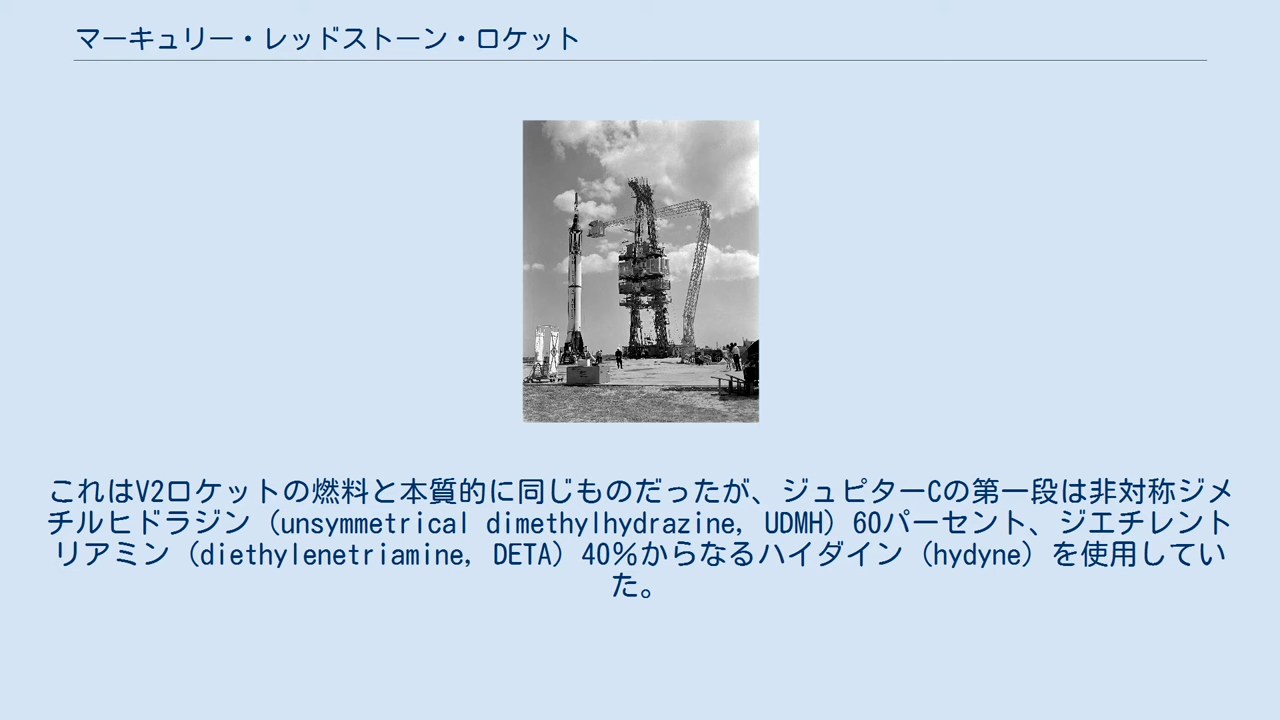 マーキュリー・レッドストーン・ロケット
これはV2ロケットの燃料と本質的に同じものだったが、ジュピターCの第一段は非対称ジメ
チルヒドラジン（unsymmetrical dimethylhydrazine, UDMH）60パーセント、ジエチレント
リアミン（diethylenetriamine, DETA）40％からなるハイダイン（hydyne）を使用してい
た。